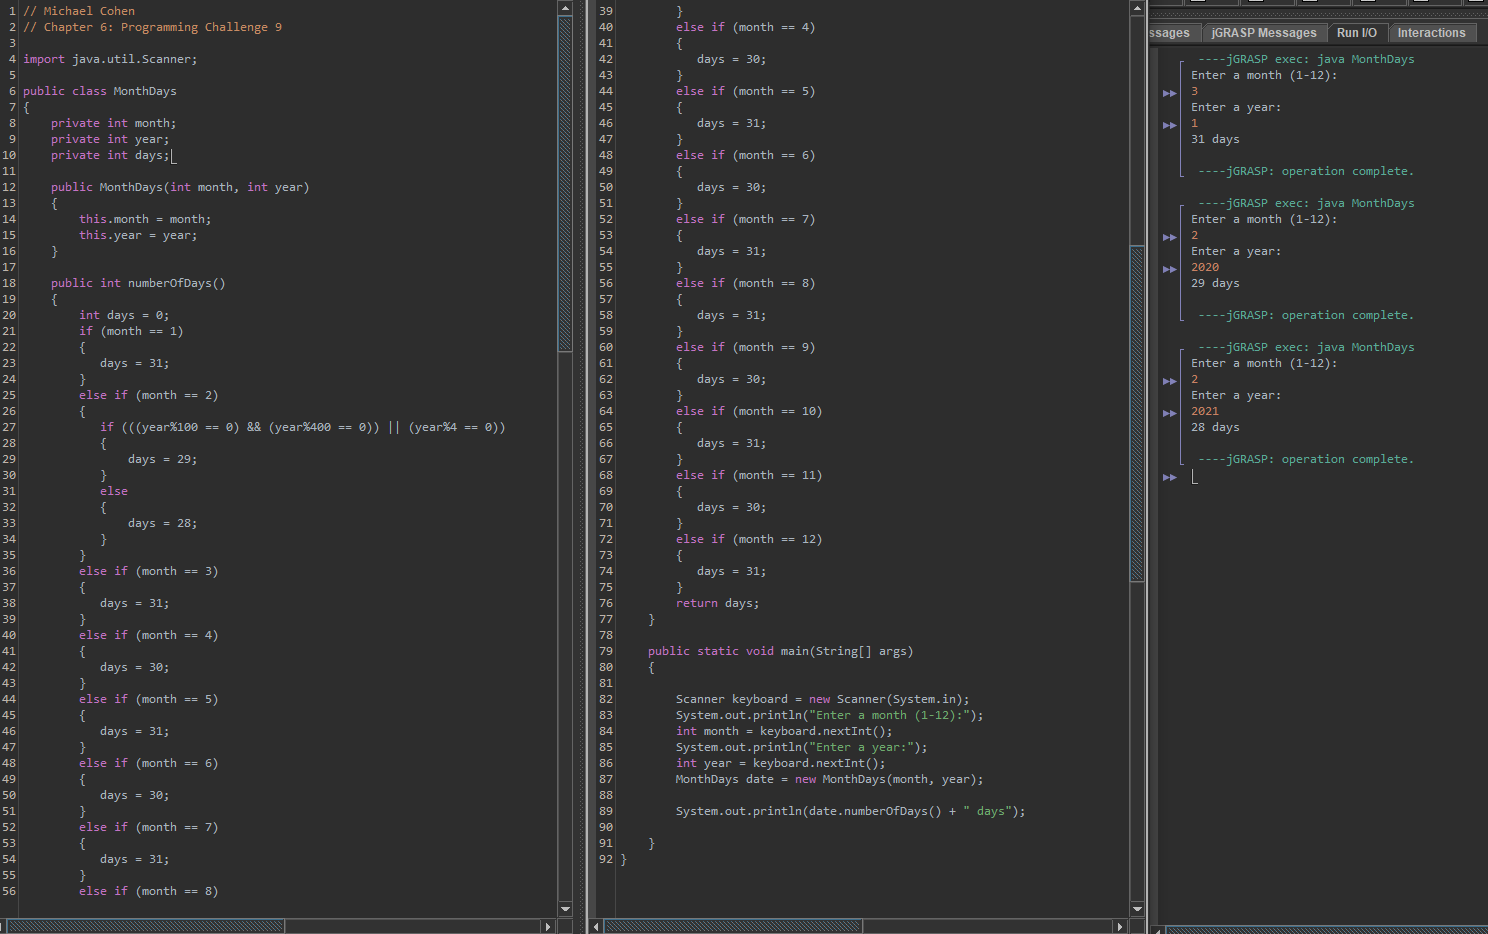 1 // Michael Cohen
2 // Chapter 6: Programming Challenge 9
3
4 import java.util.Scanner;
5
6 public class MonthDays
7 {
8     private int month;
9     private int year;
10     private int days;
11
12     public MonthDays(int month, int year)
13     {
14         this.month = month;
15         this.year = year;
16     }
17
18     public int numberOfDays()
19     {
20         int days = 0;
21         if (month == 1)
22         {
23            days = 31;
24         }
25         else if (month == 2)
26         {
27            if (((year%100 == 0) && (year%400 == 0)) || (year%4 == 0))
28            {
29                days = 29;
30            }
31            else
32            {
33                days = 28;
34            }
35         }
36         else if (month == 3)
37         {
38            days = 31;
39         }
40         else if (month == 4)
41         {
42            days = 30;
43         }
44         else if (month == 5)
45         {
46            days = 31;
47         }
48         else if (month == 6)
49         {
50            days = 30;
51         }
52         else if (month == 7)
53         {
54            days = 31;
55         }
56         else if (month == 8)
39         }
40         else if (month == 4)
41         {
42            days = 30;
43         }
44         else if (month == 5)
45         {
46            days = 31;
47         }
48         else if (month == 6)
49         {
50            days = 30;
51         }
52         else if (month == 7)
53         {
54            days = 31;
55         }
56         else if (month == 8)
57         {
58            days = 31;
59         }
60         else if (month == 9)
61         {
62            days = 30;
63         }
64         else if (month == 10)
65         {
66            days = 31;
67         }
68         else if (month == 11)
69         {
70            days = 30;
71         }
72         else if (month == 12)
73         {
74            days = 31;
75         }
76         return days;
77     }
78
79     public static void main(String[] args)
80     {
81
82         Scanner keyboard = new Scanner(System.in);
83         System.out.println("Enter a month (1-12):");
84         int month = keyboard.nextInt();
85         System.out.println("Enter a year:");
86         int year = keyboard.nextInt();
87         MonthDays date = new MonthDays(month, year);
88
89         System.out.println(date.numberOfDays() + " days");
90
91     }
92 }
ssages jGRASP Messages Run I/O Interactions
----jGRASP exec: java MonthDays
Enter a month (1-12):
3
Enter a year:
1
31 days
----jGRASP: operation complete.
----jGRASP exec: java MonthDays
Enter a month (1-12):
2
Enter a year:
2020
29 days
----jGRASP: operation complete.
----jGRASP exec: java MonthDays
Enter a month (1-12):
2
Enter a year:
2021
28 days
----jGRASP: operation complete.